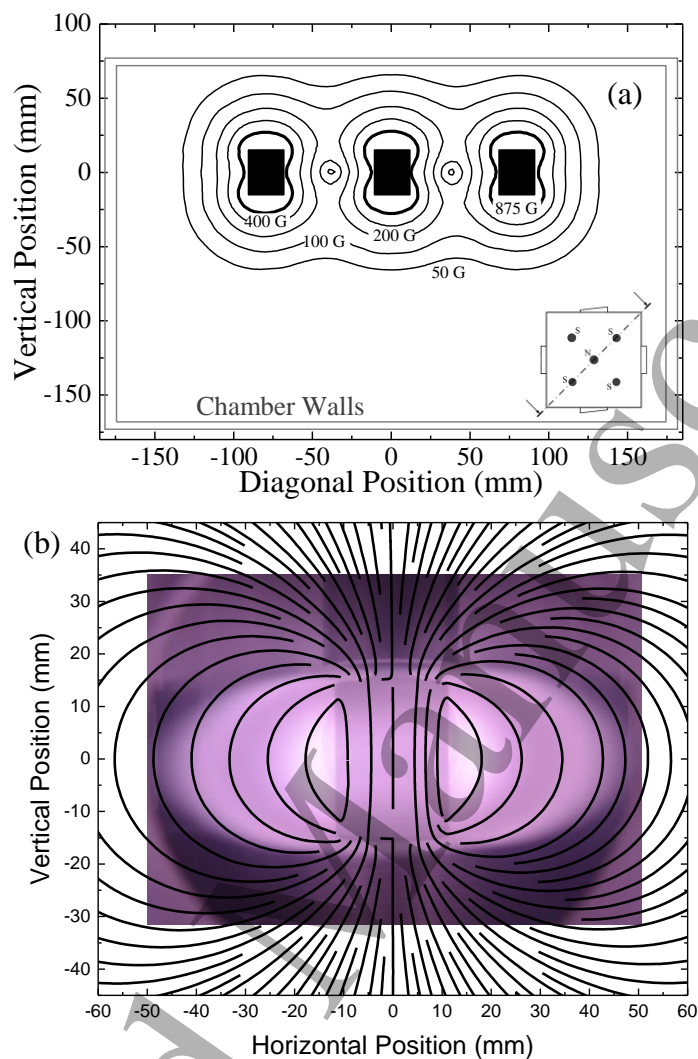 100
50
0
-50
-100
-150
Vertical Position (mm)
(a)
400 G
100 G
200 G
50 G
875 G
S
S
N
S
S
Chamber Walls
-150
-100
-50
0
50
100
150
Diagonal Position (mm)
(b)
40
30
20
10
0
-10
-20
-30
-40
Vertical Position (mm)
-60
-50
-40
-30
-20
-10
0
10
20
30
40
50
60
Horizontal Position (mm)